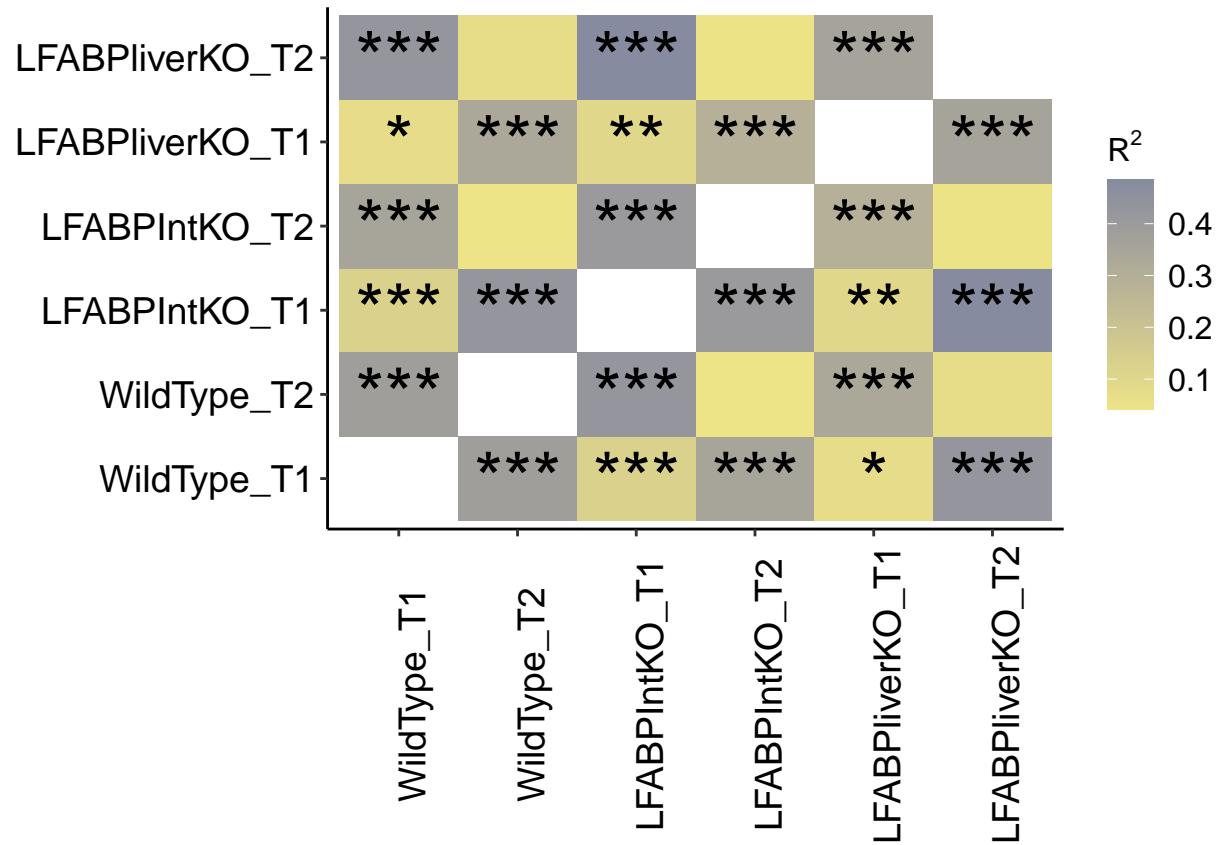 LFABPliverKO_T2 *** *** ***
LFABPliverKO_T1 * *** ** *** ***
LFABPIntKO_T2 *** *** ***
LFABPIntKO_T1 *** *** *** ** ***
WildType_T2 *** *** ***
WildType_T1 *** *** *** * ***
WildType_T1
WildType_T2
LFABPIntKO_T1
LFABPIntKO_T2
LFABPliverKO_T1
LFABPliverKO_T2
R²
0.4
0.3
0.2
0.1